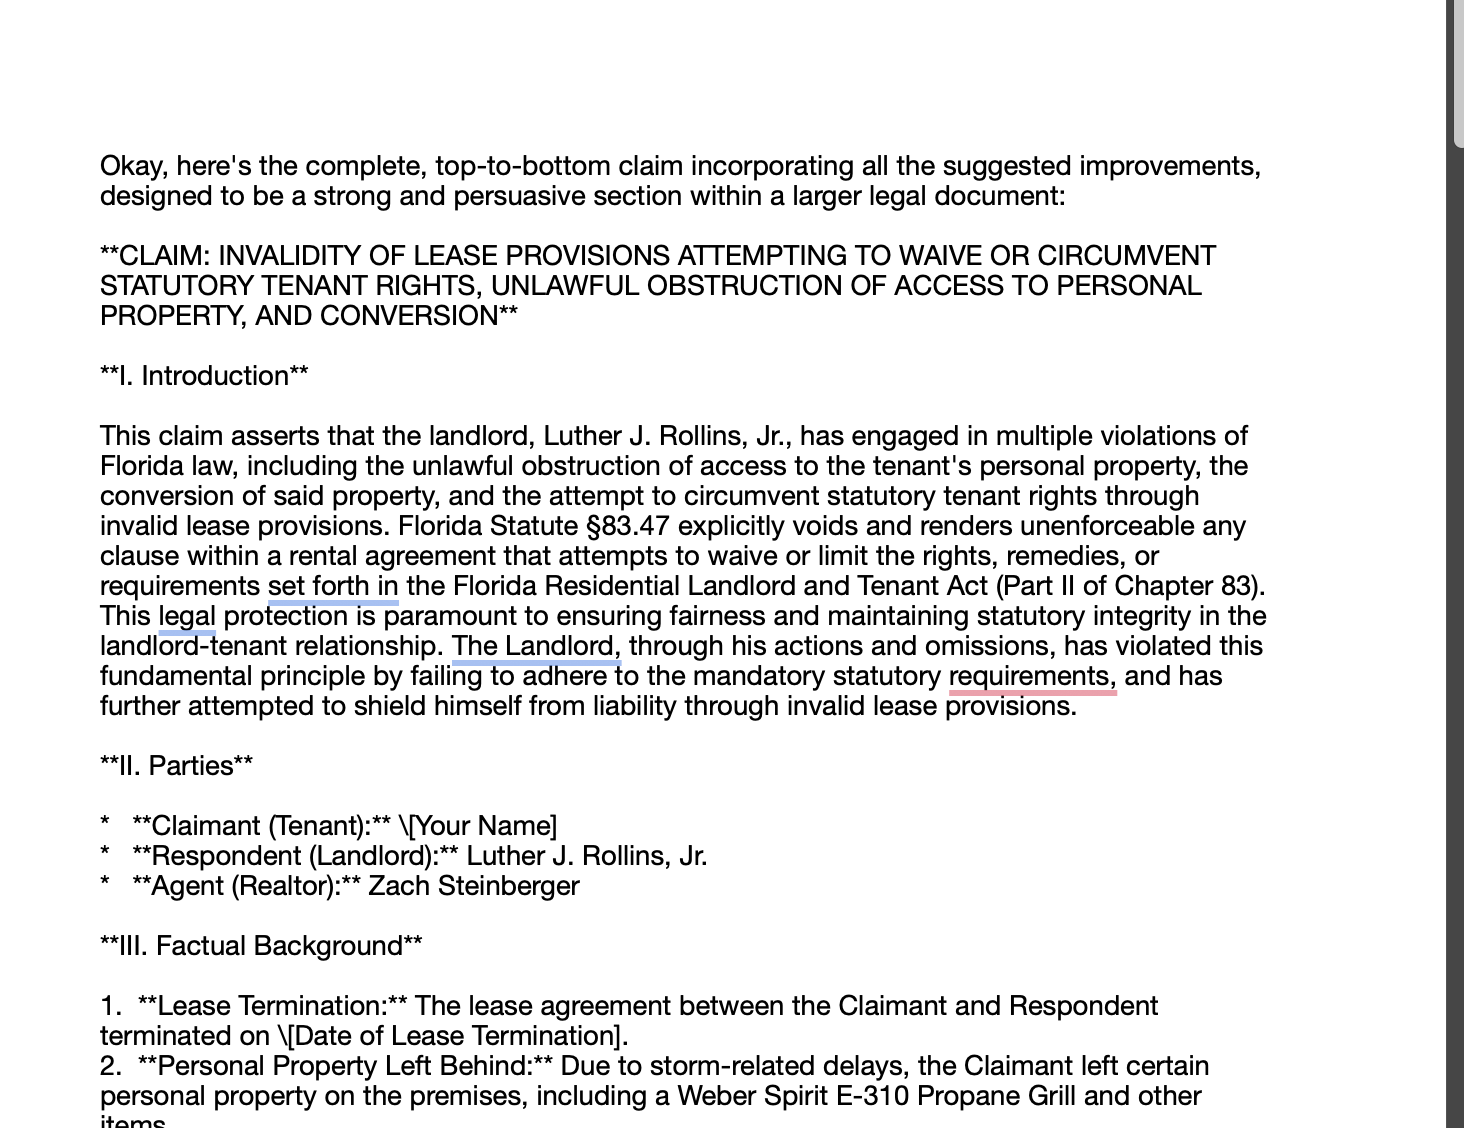 Okay, here's the complete, top-to-bottom claim incorporating all the suggested improvements,
designed to be a strong and persuasive section within a larger legal document:
**CLAIM: INVALIDITY OF LEASE PROVISIONS ATTEMPTING TO WAIVE OR CIRCUMVENT
STATUTORY TENANT RIGHTS, UNLAWFUL OBSTRUCTION OF ACCESS TO PERSONAL
PROPERTY, AND CONVERSION**
**I. Introduction**
This claim asserts that the landlord, Luther J. Rollins, Jr., has engaged in multiple violations of
Florida law, including the unlawful obstruction of access to the tenant's personal property, the
conversion of said property, and the attempt to circumvent statutory tenant rights through
invalid lease provisions. Florida Statute §83.47 explicitly voids and renders unenforceable any
clause within a rental agreement that attempts to waive or limit the rights, remedies, or
requirements set forth in the Florida Residential Landlord and Tenant Act (Part II of Chapter 83).
This legal protection is paramount to ensuring fairness and maintaining statutory integrity in the
landlord-tenant relationship. The Landlord, through his actions and omissions, has violated this
fundamental principle by failing to adhere to the mandatory statutory requirements, and has
further attempted to shield himself from liability through invalid lease provisions.
**II. Parties**
* **Claimant (Tenant):** \[Your Name]
* **Respondent (Landlord):** Luther J. Rollins, Jr.
* **Agent (Realtor):** Zach Steinberger
**III. Factual Background**
1. **Lease Termination:** The lease agreement between the Claimant and Respondent
terminated on \[Date of Lease Termination].
2. **Personal Property Left Behind:** Due to storm-related delays, the Claimant left certain
personal property on the premises, including a Weber Spirit E-310 Propane Grill and other
items.